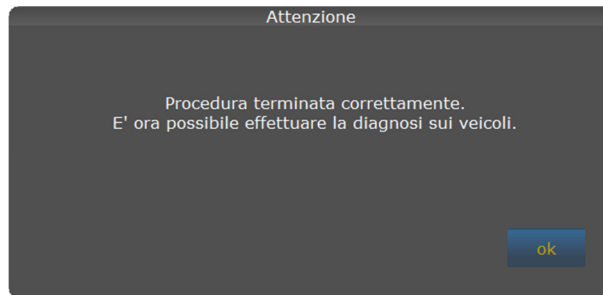 Attenzione
Procedura terminata correttamente.
E' ora possibile effettuare la diagnosi sui veicoli.
ok